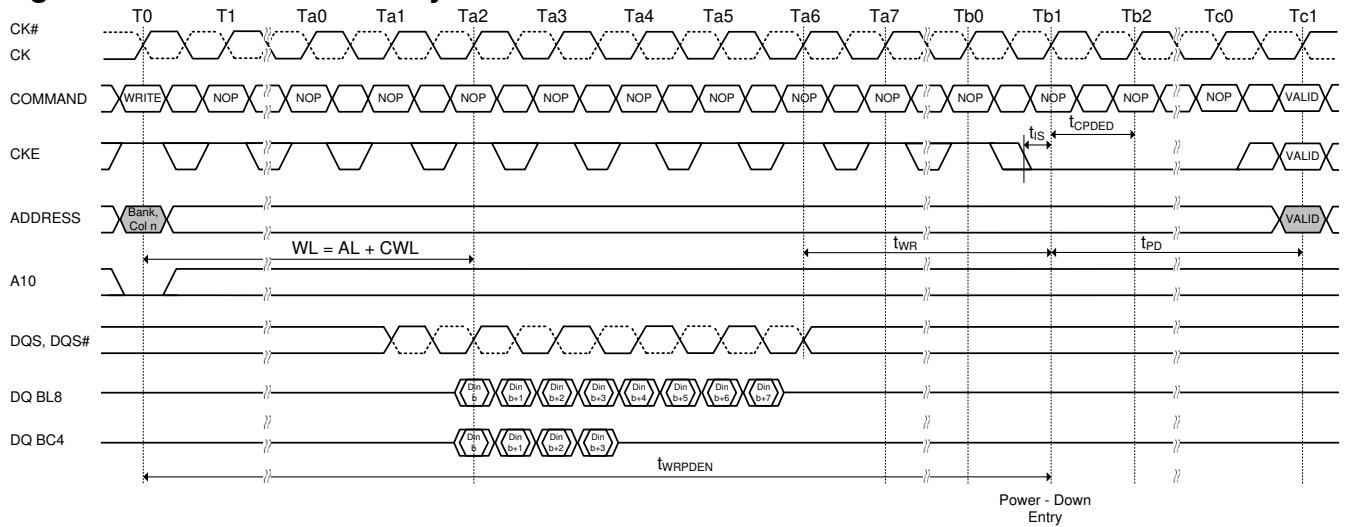 T0 T1 Ta0 Ta1 Ta2 Ta3 Ta4 Ta5 Ta6 Ta7 Tb0 Tb1 Tb2 Tc0 Tc1
CK#
CK
COMMAND WRITE NOP NOP NOP NOP NOP NOP NOP NOP NOP NOP NOP NOP NOP VALID
tIS tCPDED
CKE VALID
ADDRESS Bank, Col n VALID
WL = AL + CWL tWR tPD
A10
DQS, DQS#
DQ BL8 Din b Din b+1 Din b+2 Din b+3 Din b+4 Din b+5 Din b+6 Din b+7
DQ BC4 Din b Din b+1 Din b+2 Din b+3
tWRPDEN
Power - Down
Entry